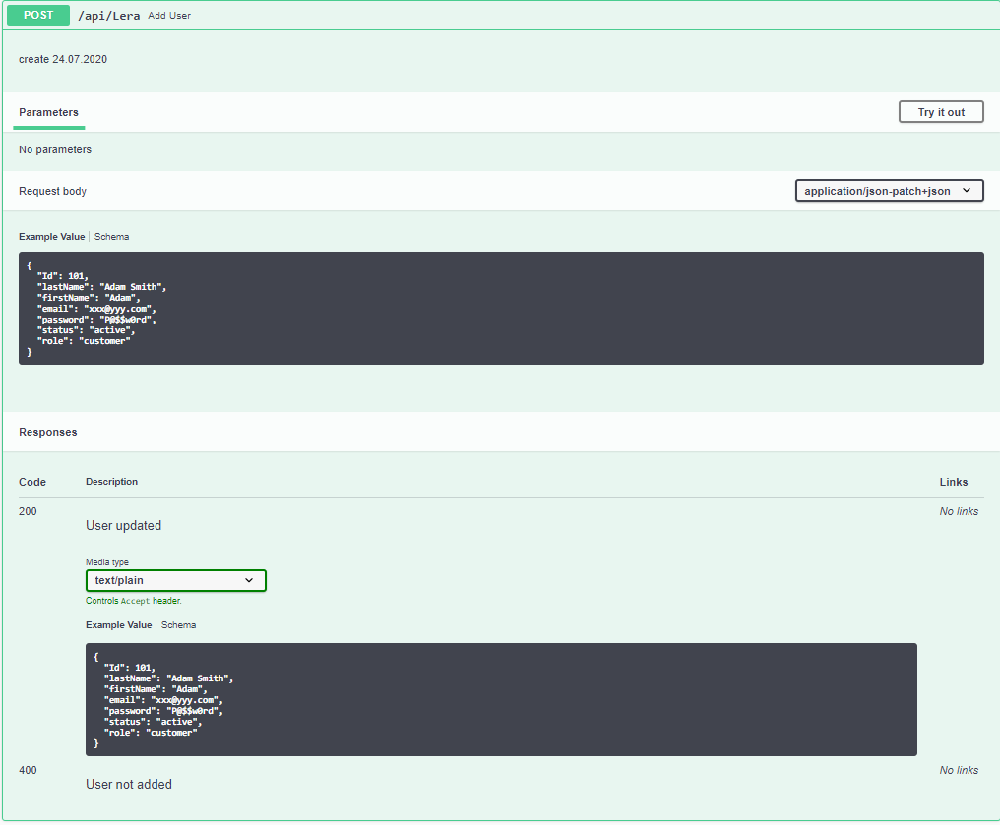 POST /api/Lera Add User
create 24.07.2020
Parameters
Try it out
No parameters
Request body
application/json-patch+json
Example Value Schema
{
"Id": 101,
"lastName": "Adam Smith",
"firstName": "Adam",
"email": "xxx@yyy.com",
"password": "P@$$w0rd",
"status": "active",
"role": "customer"
}
Responses
Code Description Links
200 User updated No links
Media type
text/plain
Controls Accept header.
Example Value Schema
{
"Id": 101,
"lastName": "Adam Smith",
"firstName": "Adam",
"email": "xxx@yyy.com",
"password": "P@$$w0rd",
"status": "active",
"role": "customer"
}
400 User not added No links